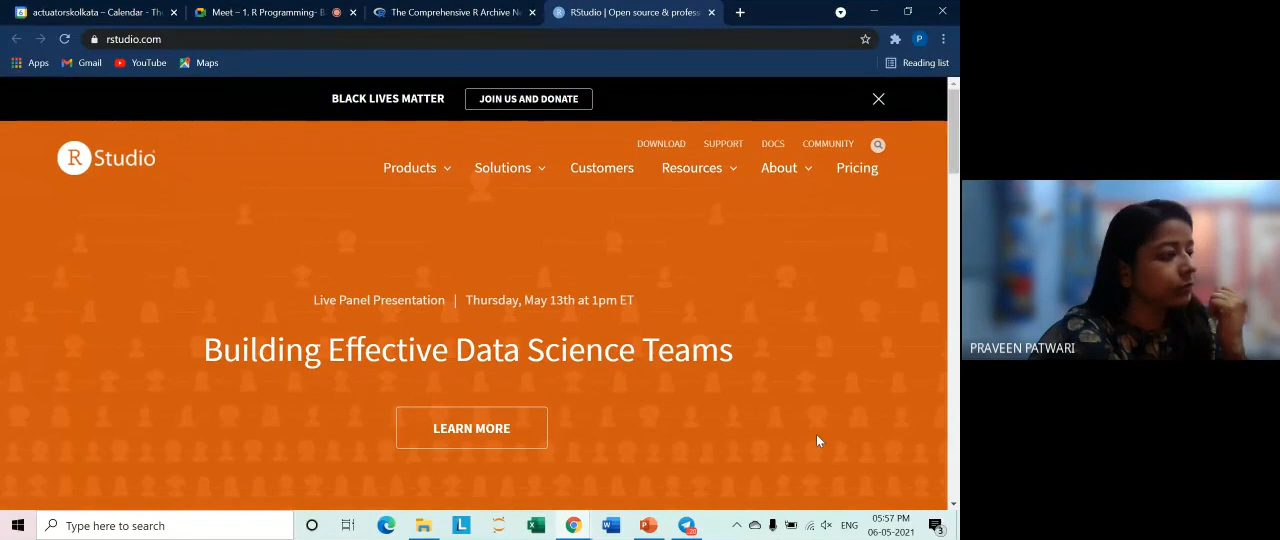 actuatorskolkata – Calendar - Th
Meet – 1. R Programming- B
The Comprehensive R Archive Ne
RStudio | Open source & profess
rstudio.com
P
Apps
Gmail
YouTube
Maps
Reading list
BLACK LIVES MATTER
JOIN US AND DONATE
R Studio
DOWNLOAD SUPPORT DOCS COMMUNITY
Products Solutions Customers Resources About Pricing
Live Panel Presentation | Thursday, May 13th at 1pm ET
Building Effective Data Science Teams
LEARN MORE
PRAVEEN PATWARI
Type here to search
ENG
05:57 PM
06-05-2021
3